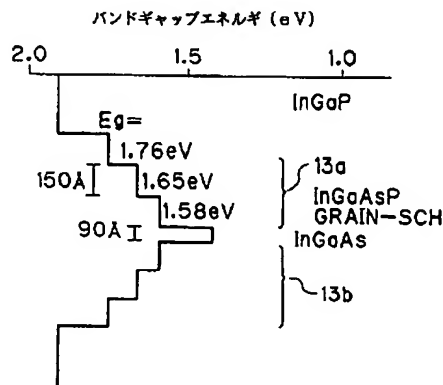 バンドギャップエネルギ (eV)
2.0 1.5 1.0
InGaP
Eg=
1.76eV
13a
150Å
1.65eV
InGaAsP
GRAIN-SCH
1.58eV
90Å
InGaAs
13b